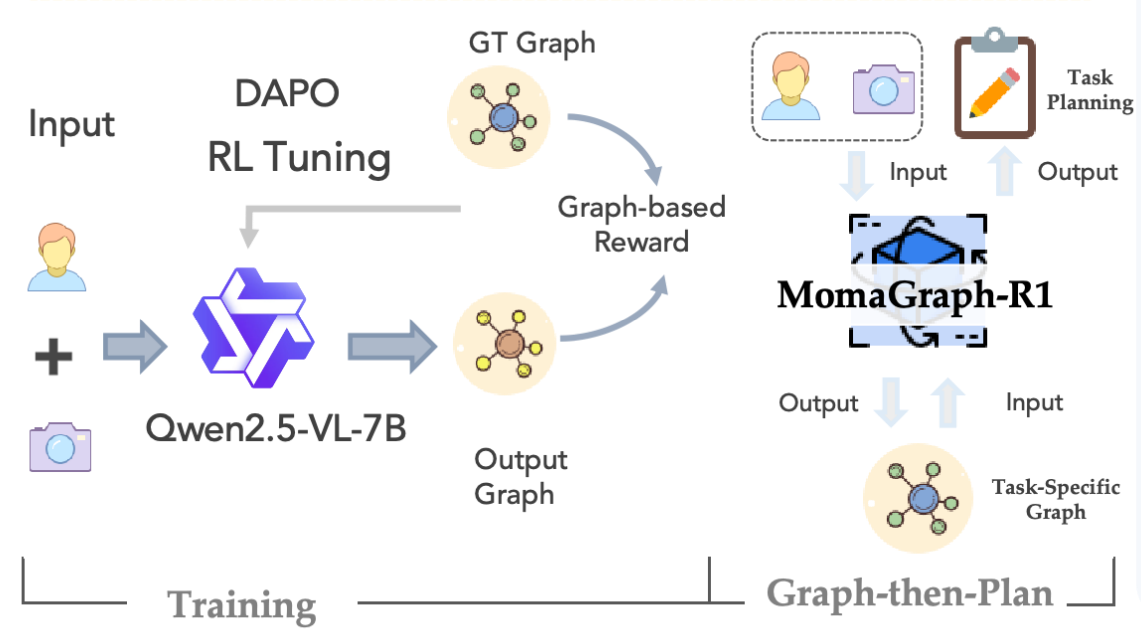 GT Graph
DAPO
RL Tuning
Input
Graph-based
Reward
Qwen2.5-VL-7B
Output
Graph
Training
Task
Planning
Input
Output
MomaGraph-R1
Output
Input
Task-Specific
Graph
Graph-then-Plan